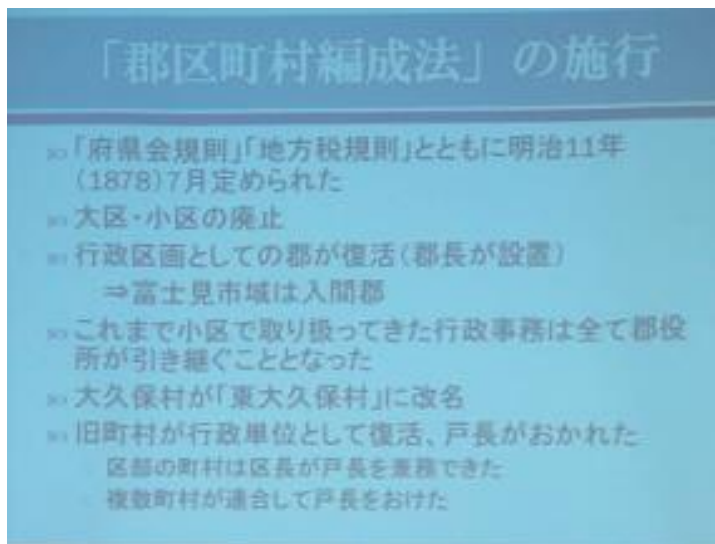 「郡区町村編成法」の施行
「府県会規則」「地方税規則」とともに明治11年
（1878）7月定められた
大区・小区の廃止
行政区画としての郡が復活（郡長が設置）
⇒富士見市域は入間郡
これまで小区で取り扱ってきた行政事務は全て郡役
所が引き継ぐこととなった
大久保村が「東大久保村」に改名
旧町村が行政単位として復活、戸長がおかれた
区部の町村は区長が戸長を兼務できた
複数町村が連合して戸長をおけた